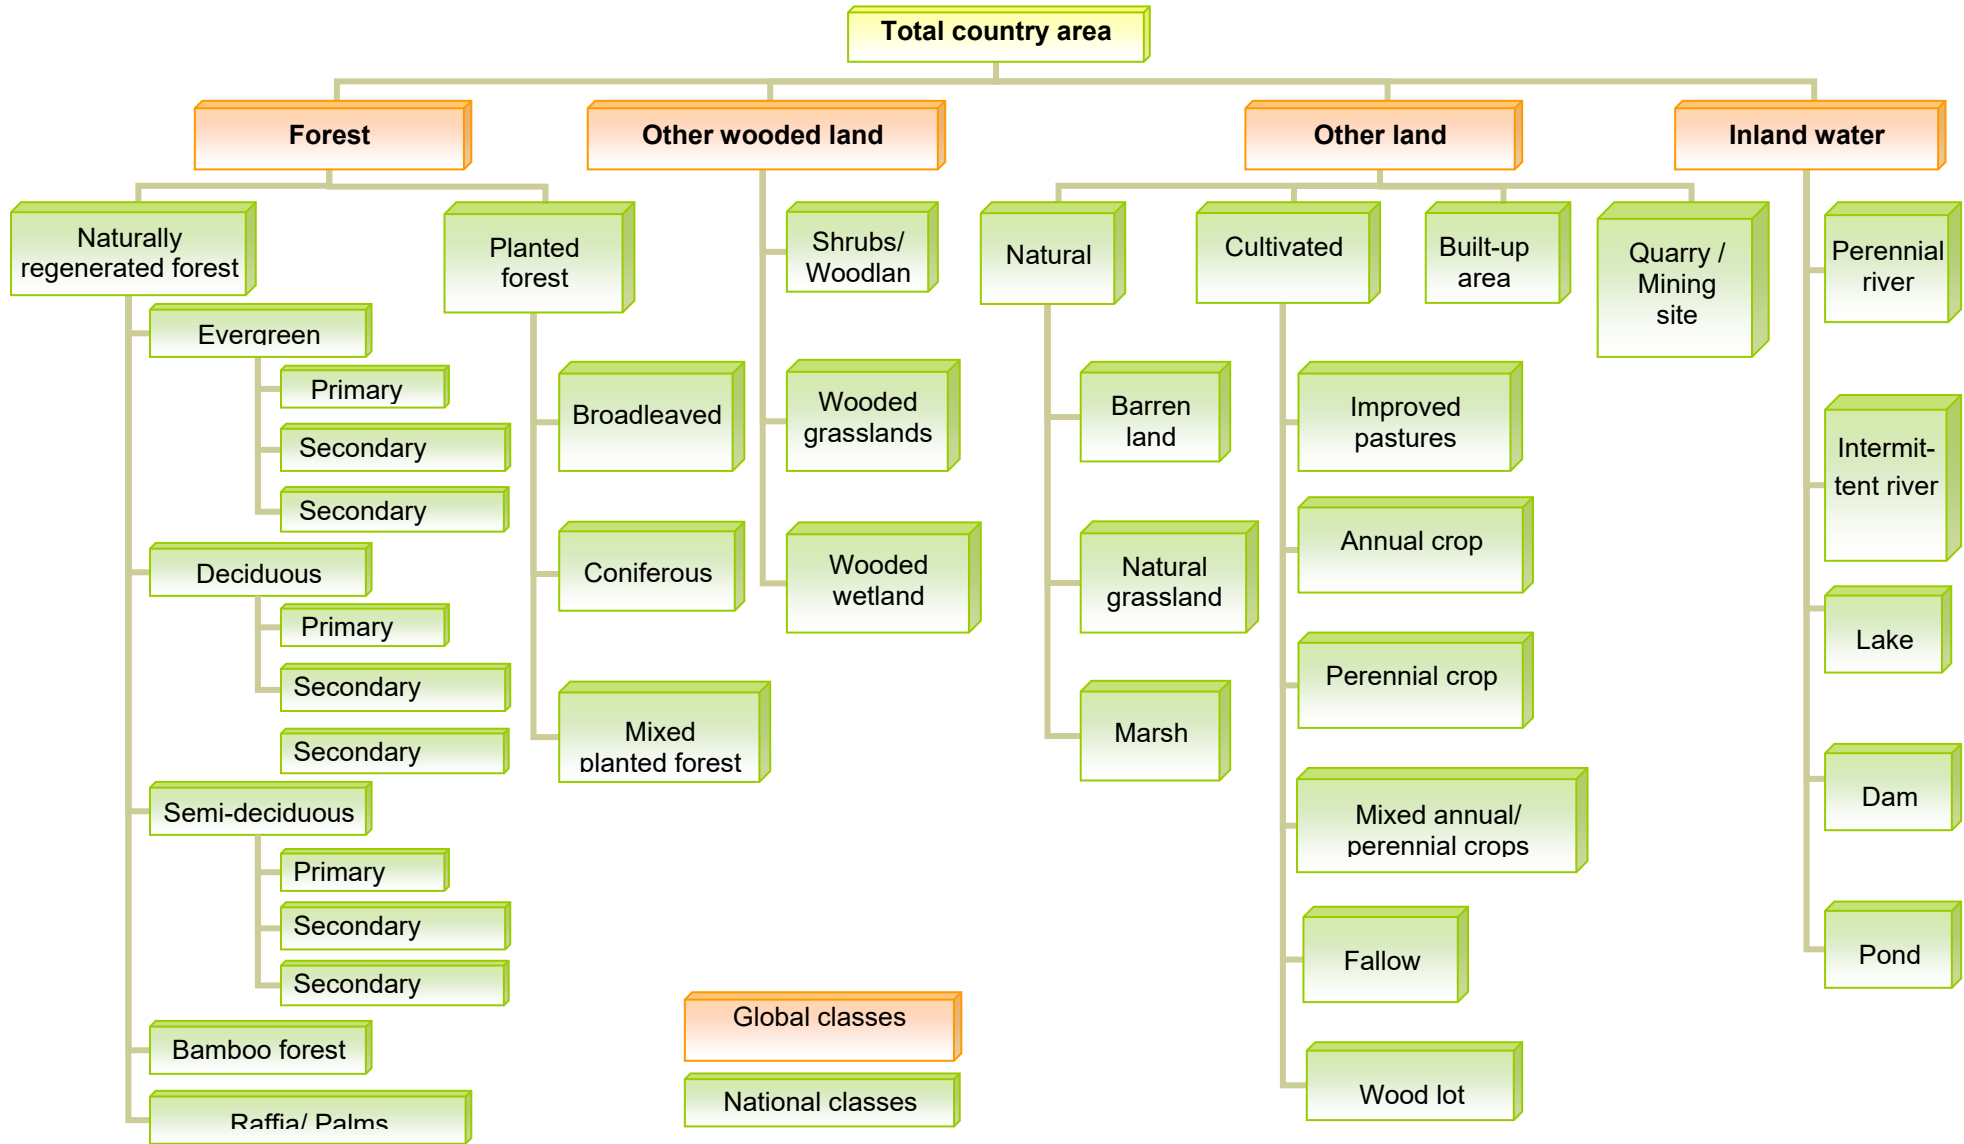 Total country area
Forest
Other wooded land
Other land
Inland water
Naturally
regenerated forest
Evergreen
Primary
Secondary
Secondary
Deciduous
Primary
Secondary
Secondary
Semi-deciduous
Primary
Secondary
Secondary
Bamboo forest
Raffia/ Palms
Planted
forest
Broadleaved
Coniferous
Mixed
planted forest
Shrubs/
Woodlan
Wooded
grasslands
Wooded
wetland
Natural
Barren
land
Natural
grassland
Marsh
Cultivated
Improved
pastures
Annual crop
Perennial crop
Mixed annual/
perennial crops
Fallow
Wood lot
Built-up
area
Quarry /
Mining
site
Perennial
river
Intermit-
tent river
Lake
Dam
Pond
Global classes
National classes